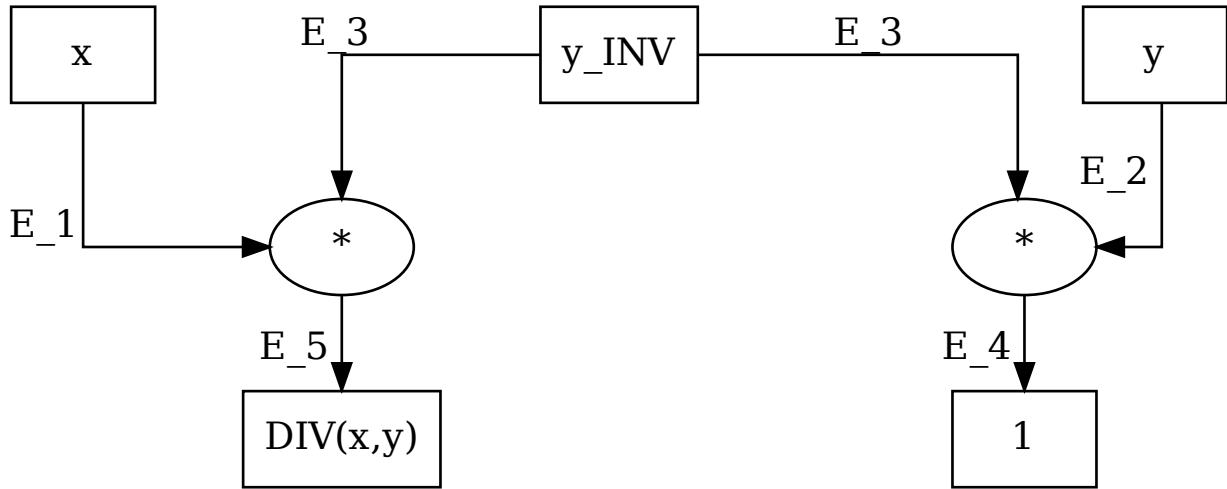 x
E_3
y_INV
E_3
y
E_1
*
*
E_2
E_5
E_4
DIV(x,y)
1